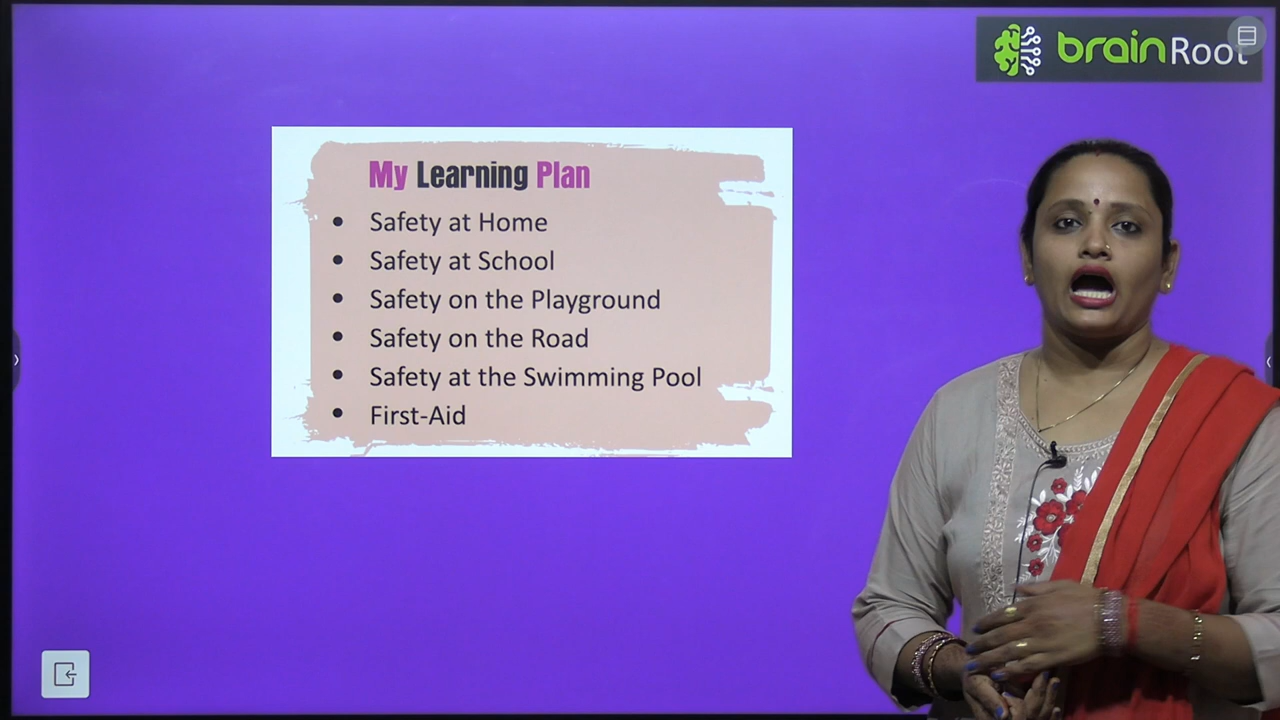 brainRoot
My Learning Plan
• Safety at Home
• Safety at School
• Safety on the Playground
• Safety on the Road
• Safety at the Swimming Pool
• First-Aid